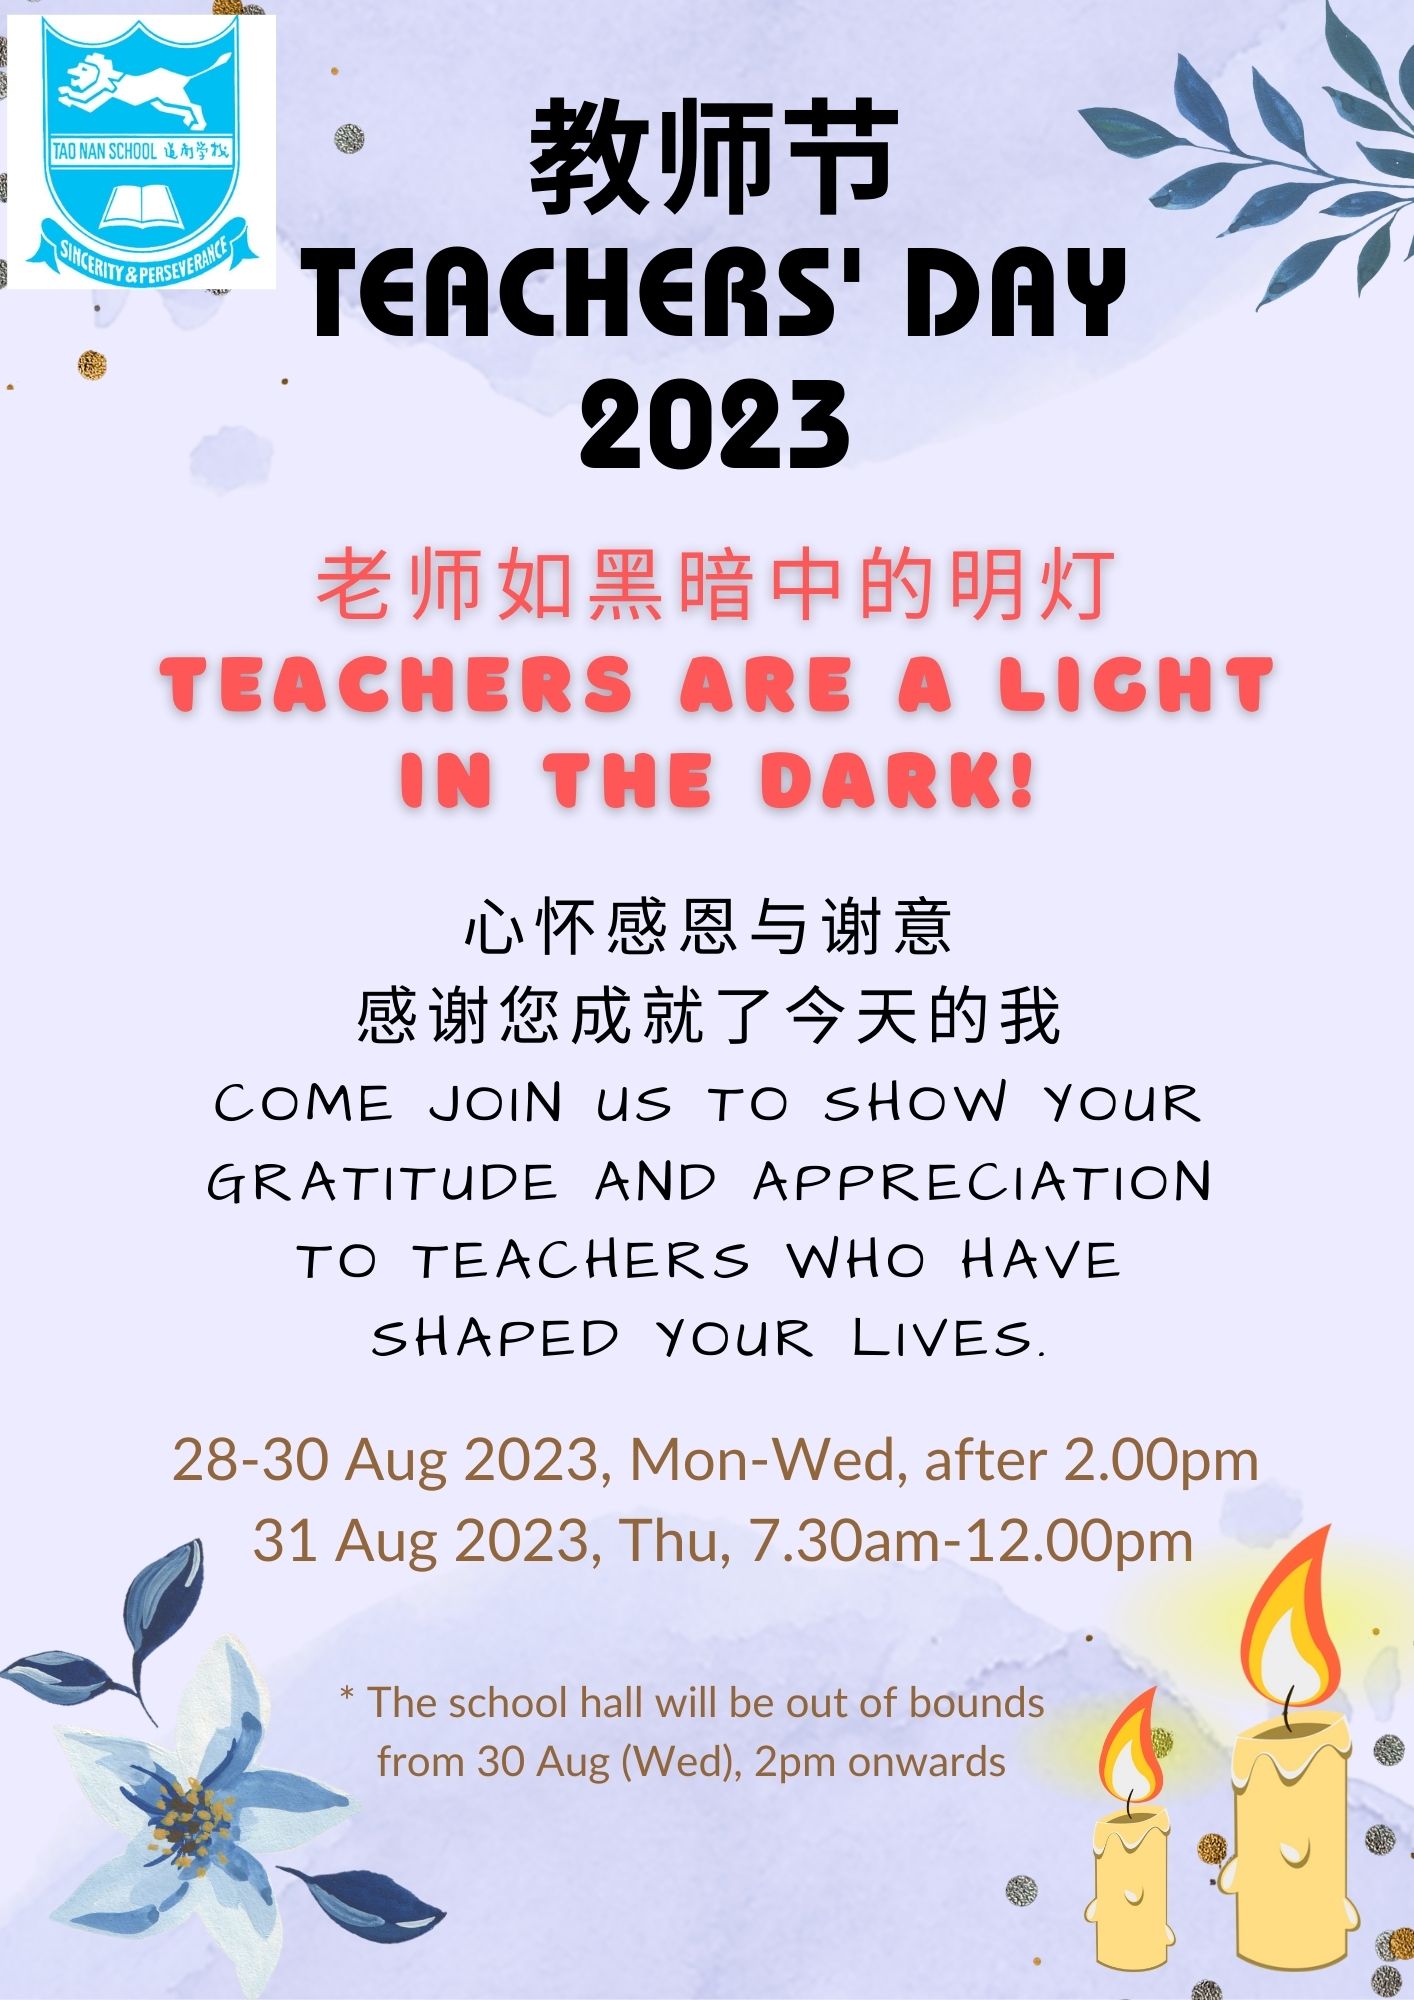 TAO NAN SCHOOL 道南学校
SINCERITY & PERSEVERANCE
教师节
TEACHERS' DAY
2023
老师如黑暗中的明灯
TEACHERS ARE A LIGHT
IN THE DARK!
心怀感恩与谢意
感谢您成就了今天的我
COME JOIN US TO SHOW YOUR
GRATITUDE AND APPRECIATION
TO TEACHERS WHO HAVE
SHAPED YOUR LIVES.
28-30 Aug 2023, Mon-Wed, after 2.00pm
31 Aug 2023, Thu, 7.30am-12.00pm
* The school hall will be out of bounds
from 30 Aug (Wed), 2pm onwards